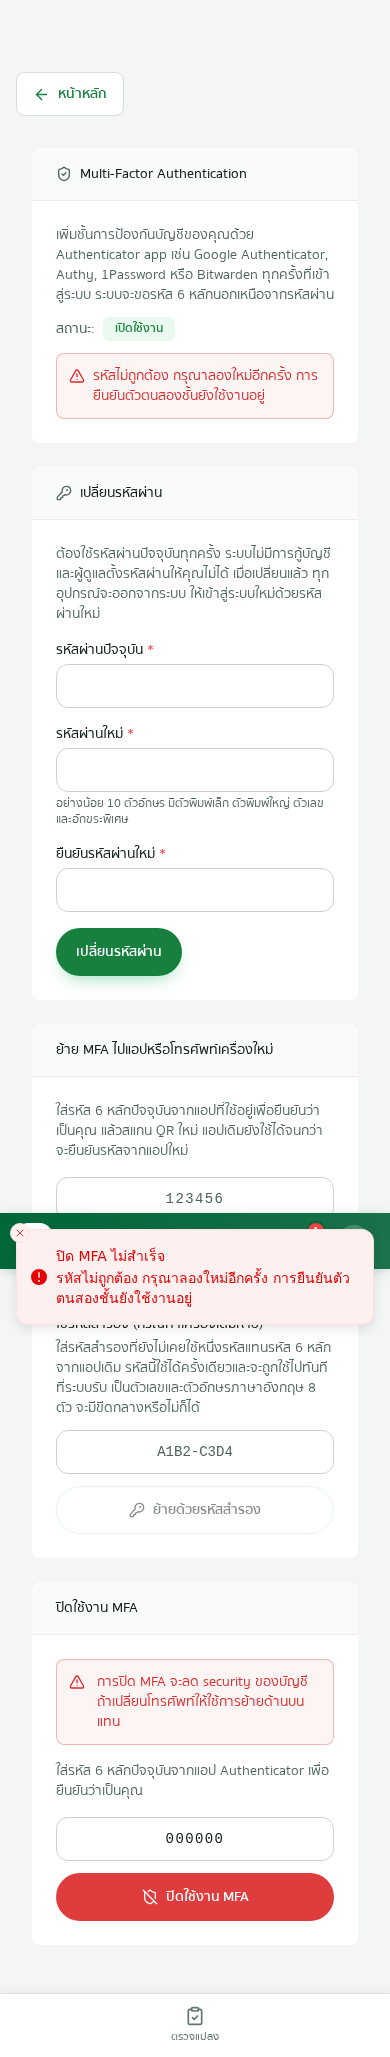 หน้าหลัก
Multi-Factor Authentication
เพิ่มชั้นการป้องกันบัญชีของคุณด้วย
Authenticator app เช่น Google Authenticator,
Authy, 1Password หรือ Bitwarden ทุกครั้งที่เข้า
สู่ระบบ ระบบจะขอรหัส 6 หลักนอกเหนือจากรหัสผ่าน
สถานะ: เปิดใช้งาน
รหัสไม่ถูกต้อง กรุณาลองใหม่อีกครั้ง การ
ยืนยันตัวตนสองชั้นยังใช้งานอยู่
เปลี่ยนรหัสผ่าน
ต้องใช้รหัสผ่านปัจจุบันทุกครั้ง ระบบไม่มีการกู้บัญชี
และผู้ดูแลตั้งรหัสผ่านให้คุณไม่ได้ เมื่อเปลี่ยนแล้ว ทุก
อุปกรณ์จะออกจากระบบ ให้เข้าสู่ระบบใหม่ด้วยรหัส
ผ่านใหม่
รหัสผ่านปัจจุบัน *
รหัสผ่านใหม่ *
อย่างน้อย 10 ตัวอักษร มีตัวพิมพ์เล็ก ตัวพิมพ์ใหญ่ ตัวเลข
และอักขระพิเศษ
ยืนยันรหัสผ่านใหม่ *
เปลี่ยนรหัสผ่าน
ย้าย MFA ไปแอปหรือโทรศัพท์เครื่องใหม่
ใส่รหัส 6 หลักปัจจุบันจากแอปที่ใช้อยู่เพื่อยืนยันว่า
เป็นคุณ แล้วสแกน QR ใหม่ แอปเดิมยังใช้ได้จนกว่า
จะยืนยันรหัสจากแอปใหม่
123456
ปิด MFA ไม่สำเร็จ
รหัสไม่ถูกต้อง กรุณาลองใหม่อีกครั้ง การยืนยันตัว
ตนสองชั้นยังใช้งานอยู่
ใส่รหัสสำรองที่ยังไม่เคยใช้หนึ่งรหัสแทนรหัส 6 หลัก
จากแอปเดิม รหัสนี้ใช้ได้ครั้งเดียวและจะถูกใช้ไปทันที
ที่ระบบรับ เป็นตัวเลขและตัวอักษรภาษาอังกฤษ 8
ตัว จะมีขีดกลางหรือไม่ก็ได้
A1B2-C3D4
ย้ายด้วยรหัสสำรอง
ปิดใช้งาน MFA
การปิด MFA จะลด security ของบัญชี
ถ้าเปลี่ยนโทรศัพท์ให้ใช้การย้ายด้านบน
แทน
ใส่รหัส 6 หลักปัจจุบันจากแอป Authenticator เพื่อ
ยืนยันว่าเป็นคุณ
000000
ปิดใช้งาน MFA
ตรวจแปลง